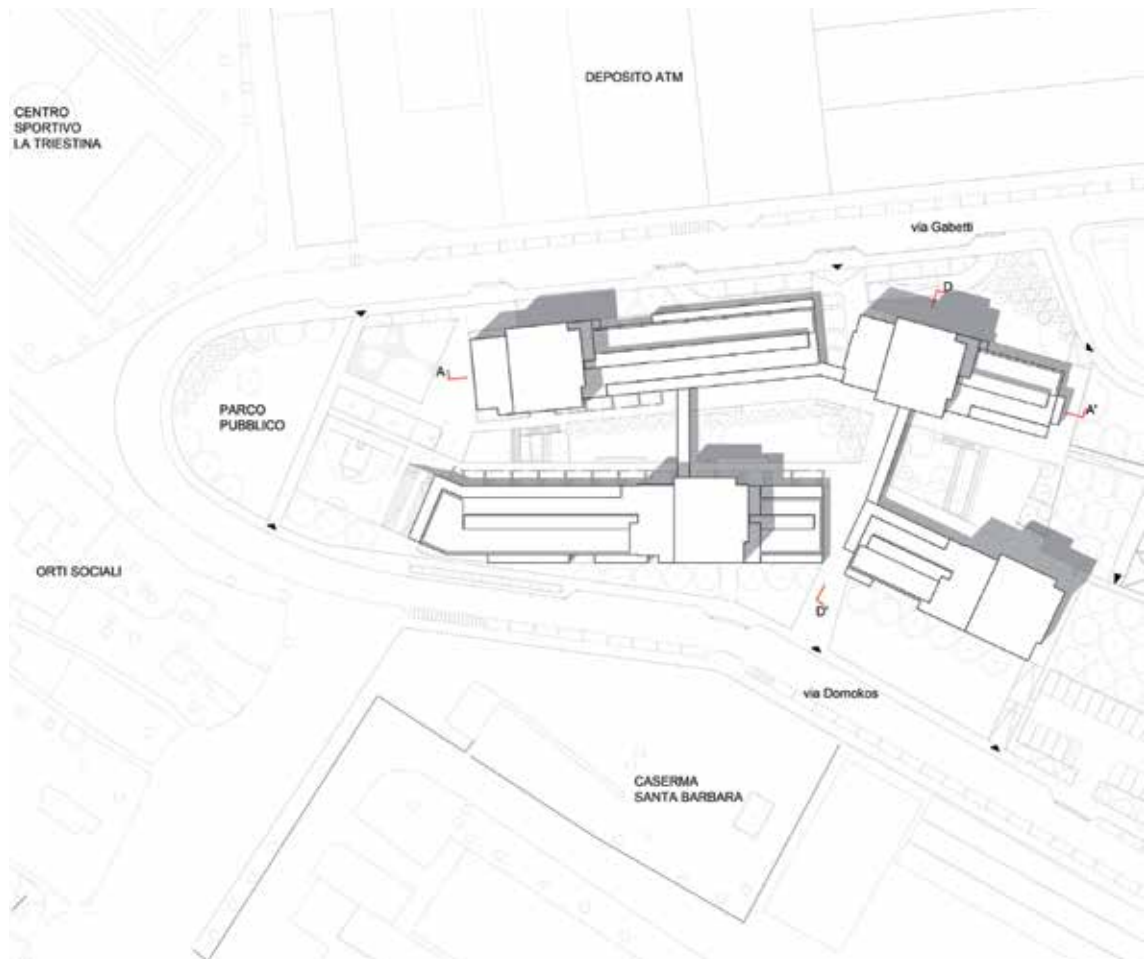 DEPOSITO ATM
CENTRO
SPORTIVO
LA TRIESTINA
via Gabetti
D
A
A'
PARCO
PUBBLICO
ORTI SOCIALI
D'
via Domokos
CASERMA
SANTA BARBARA